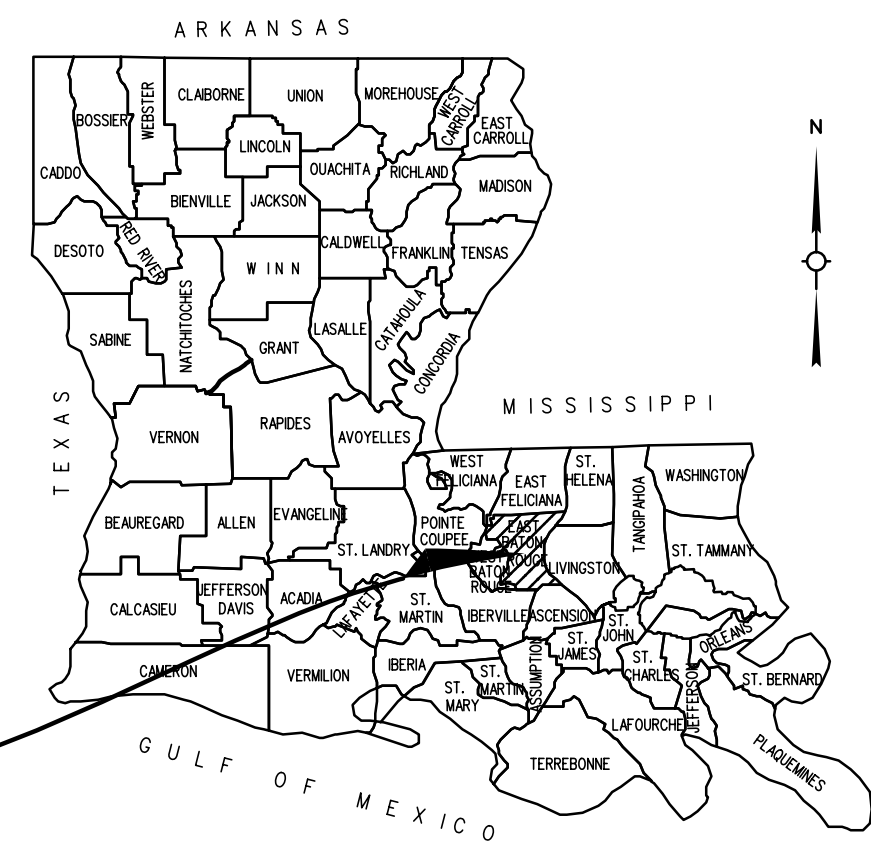 ARKANSAS
CLAIBORNE
UNION
MOREHOUSE
WEST
CARROLL
BOSSIER
WEBSTER
EAST
CARROLL
LINCOLN
CADDO
OUACHITA
RICHLAND
MADISON
BIENVILLE
JACKSON
DESOTO
RED RIVER
CALDWELL
FRANKLIN
TENSAS
WINN
NATCHITOCHES
SABINE
GRANT
LASALLE
CATAHOULA
CONCORDIA
N
TEXAS
MISSISSIPPI
VERNON
RAPIDES
AVOYELLES
WEST
FELICIANA
EAST
FELICIANA
ST.
HELENA
TANGIPAHOA
WASHINGTON
BEAUREGARD
ALLEN
EVANGELINE
ST. LANDRY
POINTE
COUPEE
EAST
BATON
ROUGE
WEST
BATON
ROUGE
LIVINGSTON
ST. TAMMANY
CALCASIEU
JEFFERSON
DAVIS
ACADIA
LAFAYETTE
ST.
MARTIN
IBERVILLE
ASCENSION
ST.
JOHN
ST.
JAMES
ORLEANS
CAMERON
VERMILION
IBERIA
ST.
MARTIN
ST.
MARY
ASSUMPTION
ST.
CHARLES
JEFFERSON
ST. BERNARD
LAFOURCHE
TERREBONNE
PLAQUEMINES
GULF OF MEXICO